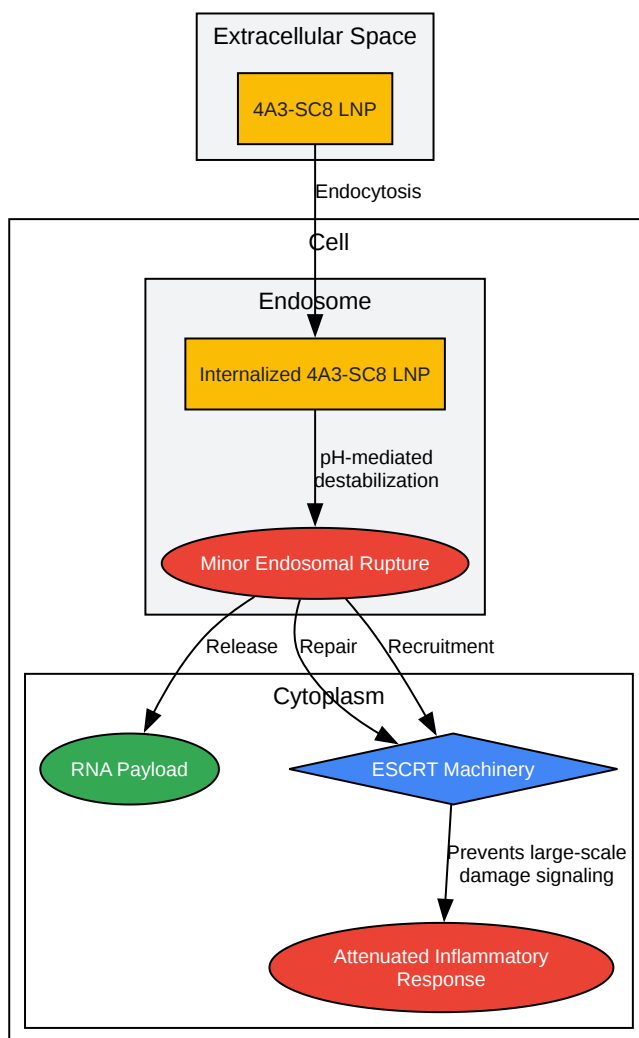 Extracellular Space
4A3-SC8 LNP
Endocytosis
Cell
Endosome
Internalized 4A3-SC8 LNP
pH-mediated
destabilization
Minor Endosomal Rupture
Release
Repair
Recruitment
Cytoplasm
RNA Payload
ESCRT Machinery
Prevents large-scale
damage signaling
Attenuated Inflammatory
Response